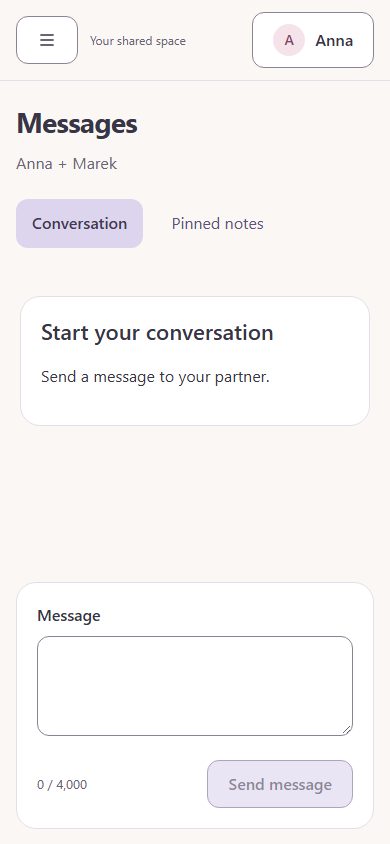 Your shared space
A
Anna
Messages
Anna + Marek
Conversation
Pinned notes
Start your conversation
Send a message to your partner.
Message
0 / 4,000
Send message